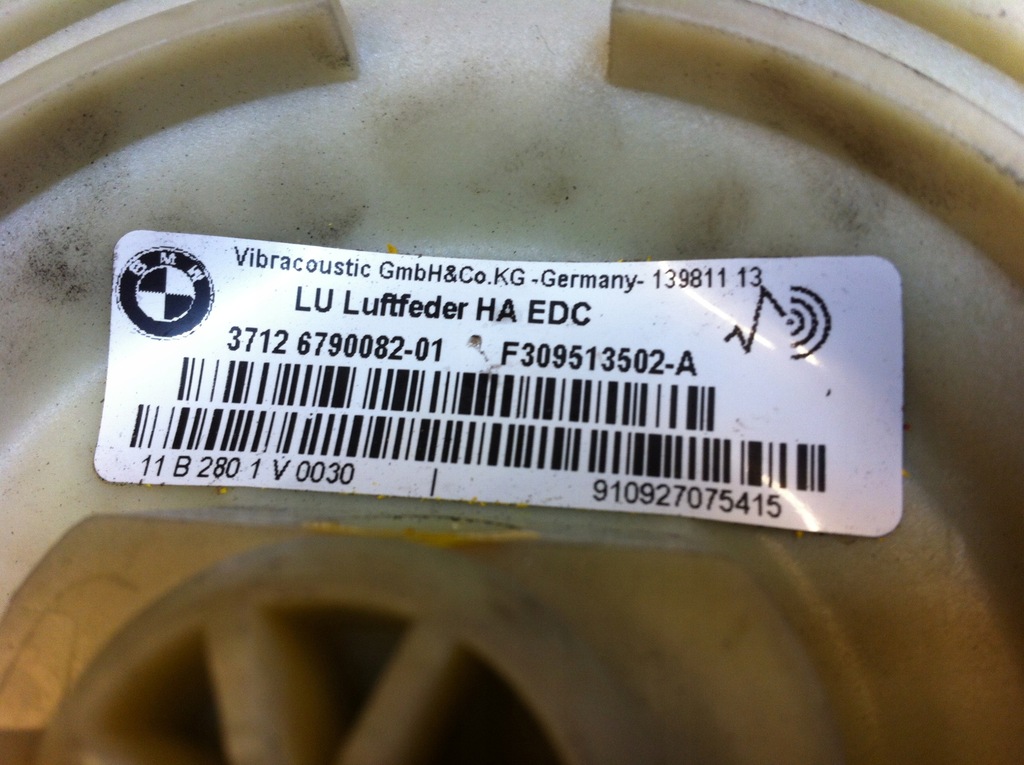 BMW
Vibracoustic GmbH&Co.KG -Germany- 139811 13
LU Luftfeder HA EDC
3712 6790082-01 F309513502-A
11 B 280 1 V 0030 | 910927075415